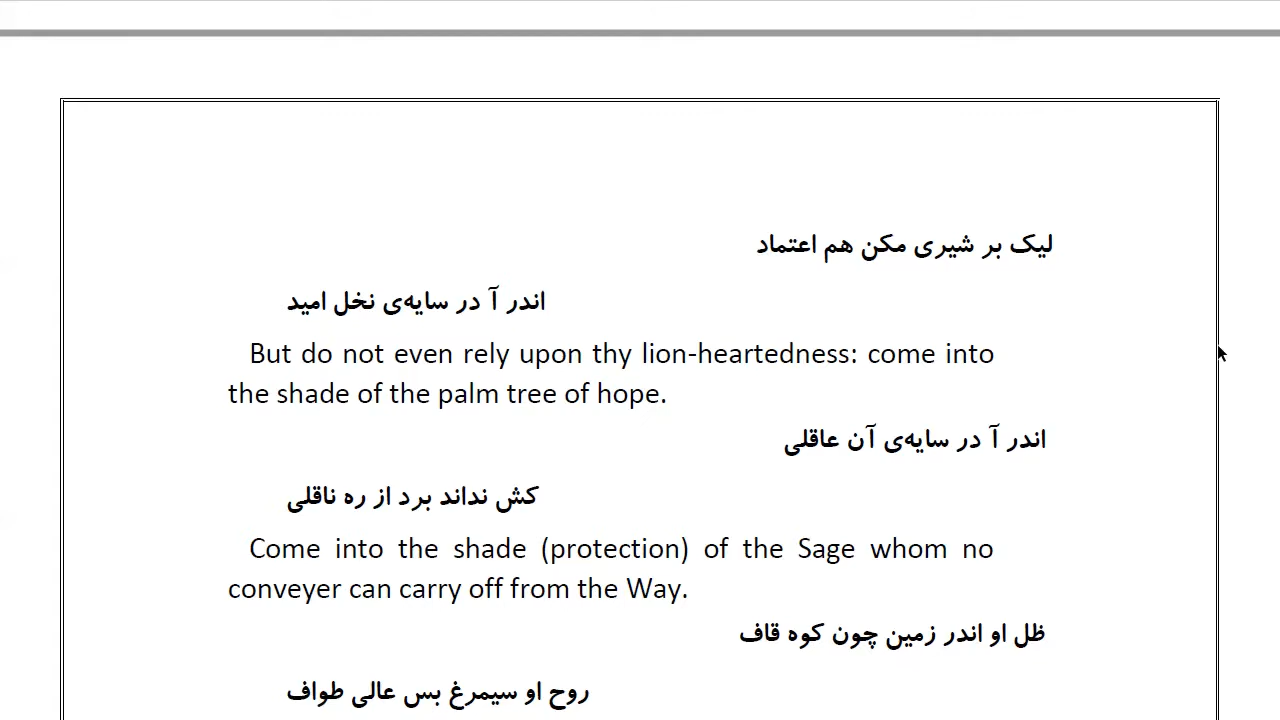 لیک بر شیری مکن هم اعتماد
اندر آ در سایه‌ی نخل امید
But do not even rely upon thy lion-heartedness: come into
the shade of the palm tree of hope.
اندر آ در سایه‌ی آن عاقلی
کش نداند برد از ره ناقلی
Come into the shade (protection) of the Sage whom no
conveyer can carry off from the Way.
ظل او اندر زمین چون کوه قاف
روح او سیمرغ بس عالی طواف